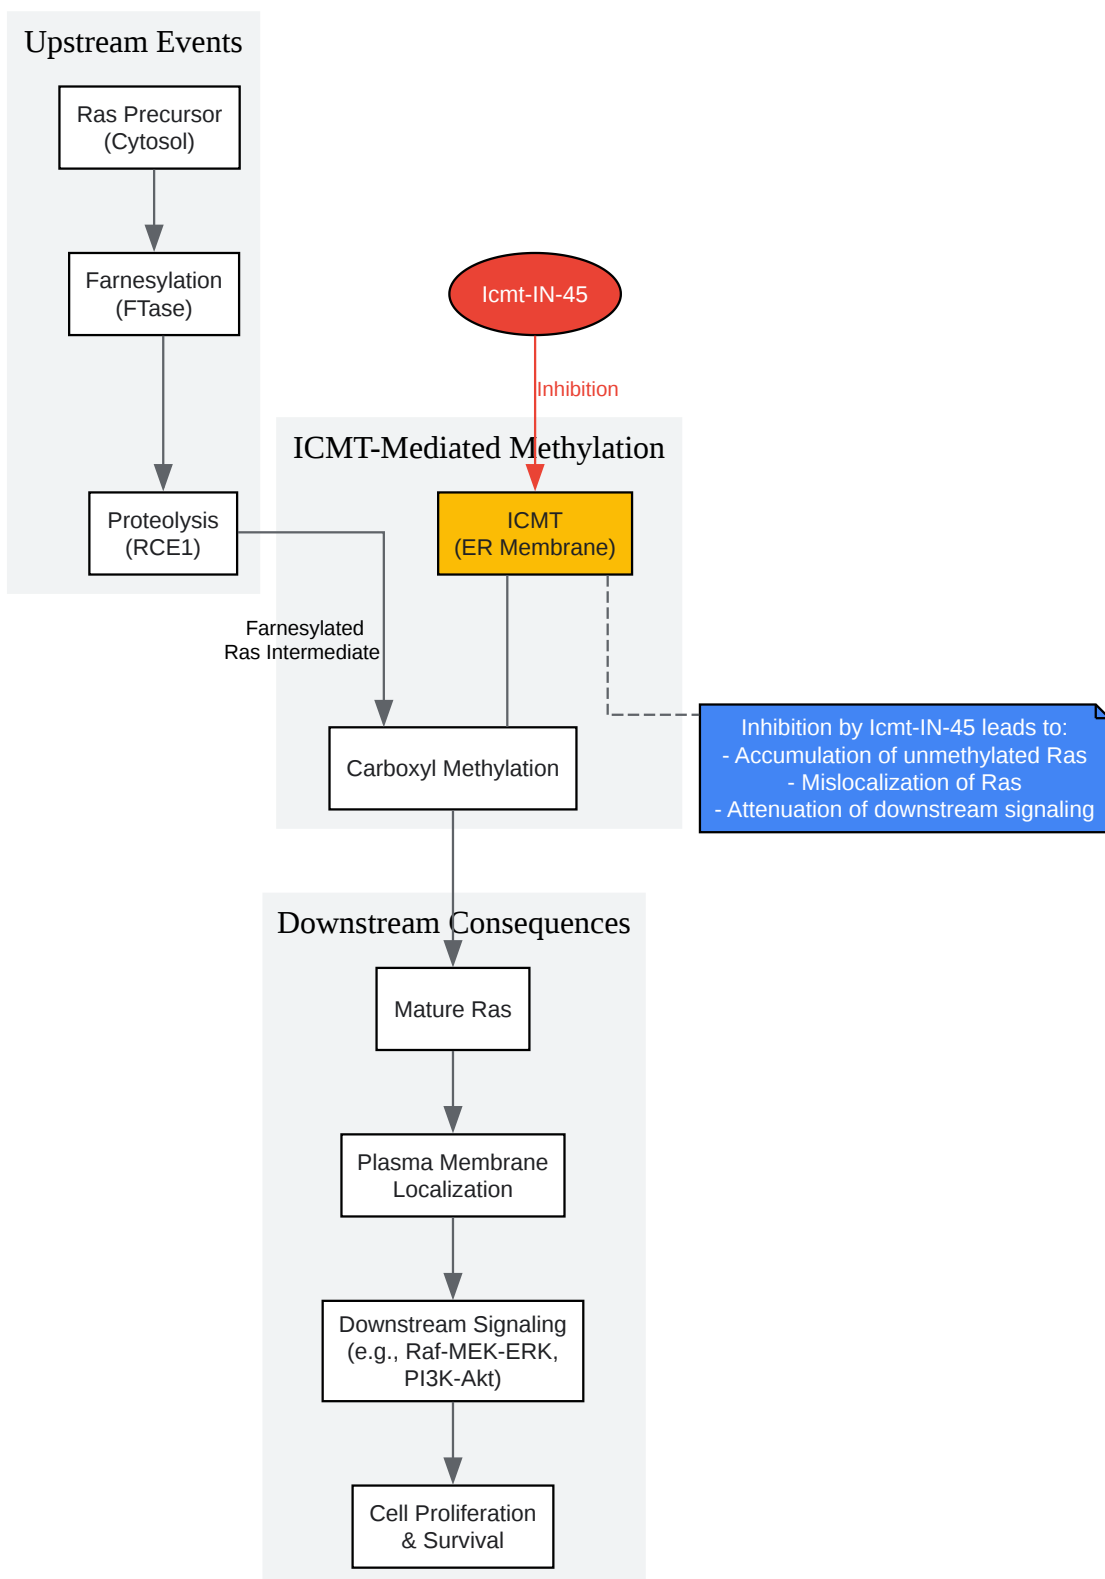 Upstream Events
Ras Precursor
(Cytosol)
Farnesylation
(FTase)
Icmt-IN-45
Inhibition
ICMT-Mediated Methylation
Proteolysis
(RCE1)
ICMT
(ER Membrane)
Farnesylated
Ras Intermediate
Inhibition by Icmt-IN-45 leads to:
- Accumulation of unmethylated Ras
- Mislocalization of Ras
- Attenuation of downstream signaling
Carboxyl Methylation
Downstream Consequences
Mature Ras
Plasma Membrane
Localization
Downstream Signaling
(e.g., Raf-MEK-ERK,
PI3K-Akt)
Cell Proliferation
& Survival